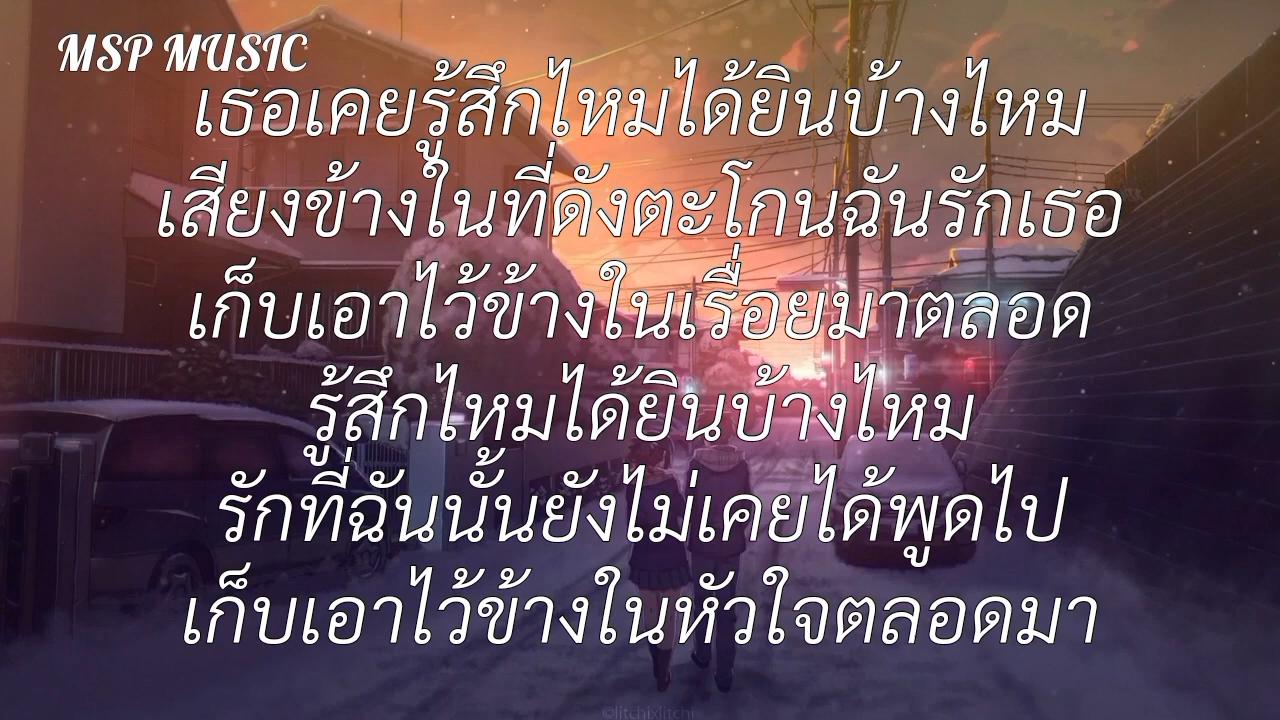 MSP MUSIC
เธอเคยรู้สึกไหมได้ยินบ้างไหม
เสียงข้างในที่ดังตะโกนฉันรักเธอ
เก็บเอาไว้ข้างในเรื่อยมาตลอด
รู้สึกไหมได้ยินบ้างไหม
รักที่ฉันนั้นยังไม่เคยได้พูดไป
เก็บเอาไว้ข้างในหัวใจตลอดมา
©litchixlitchi